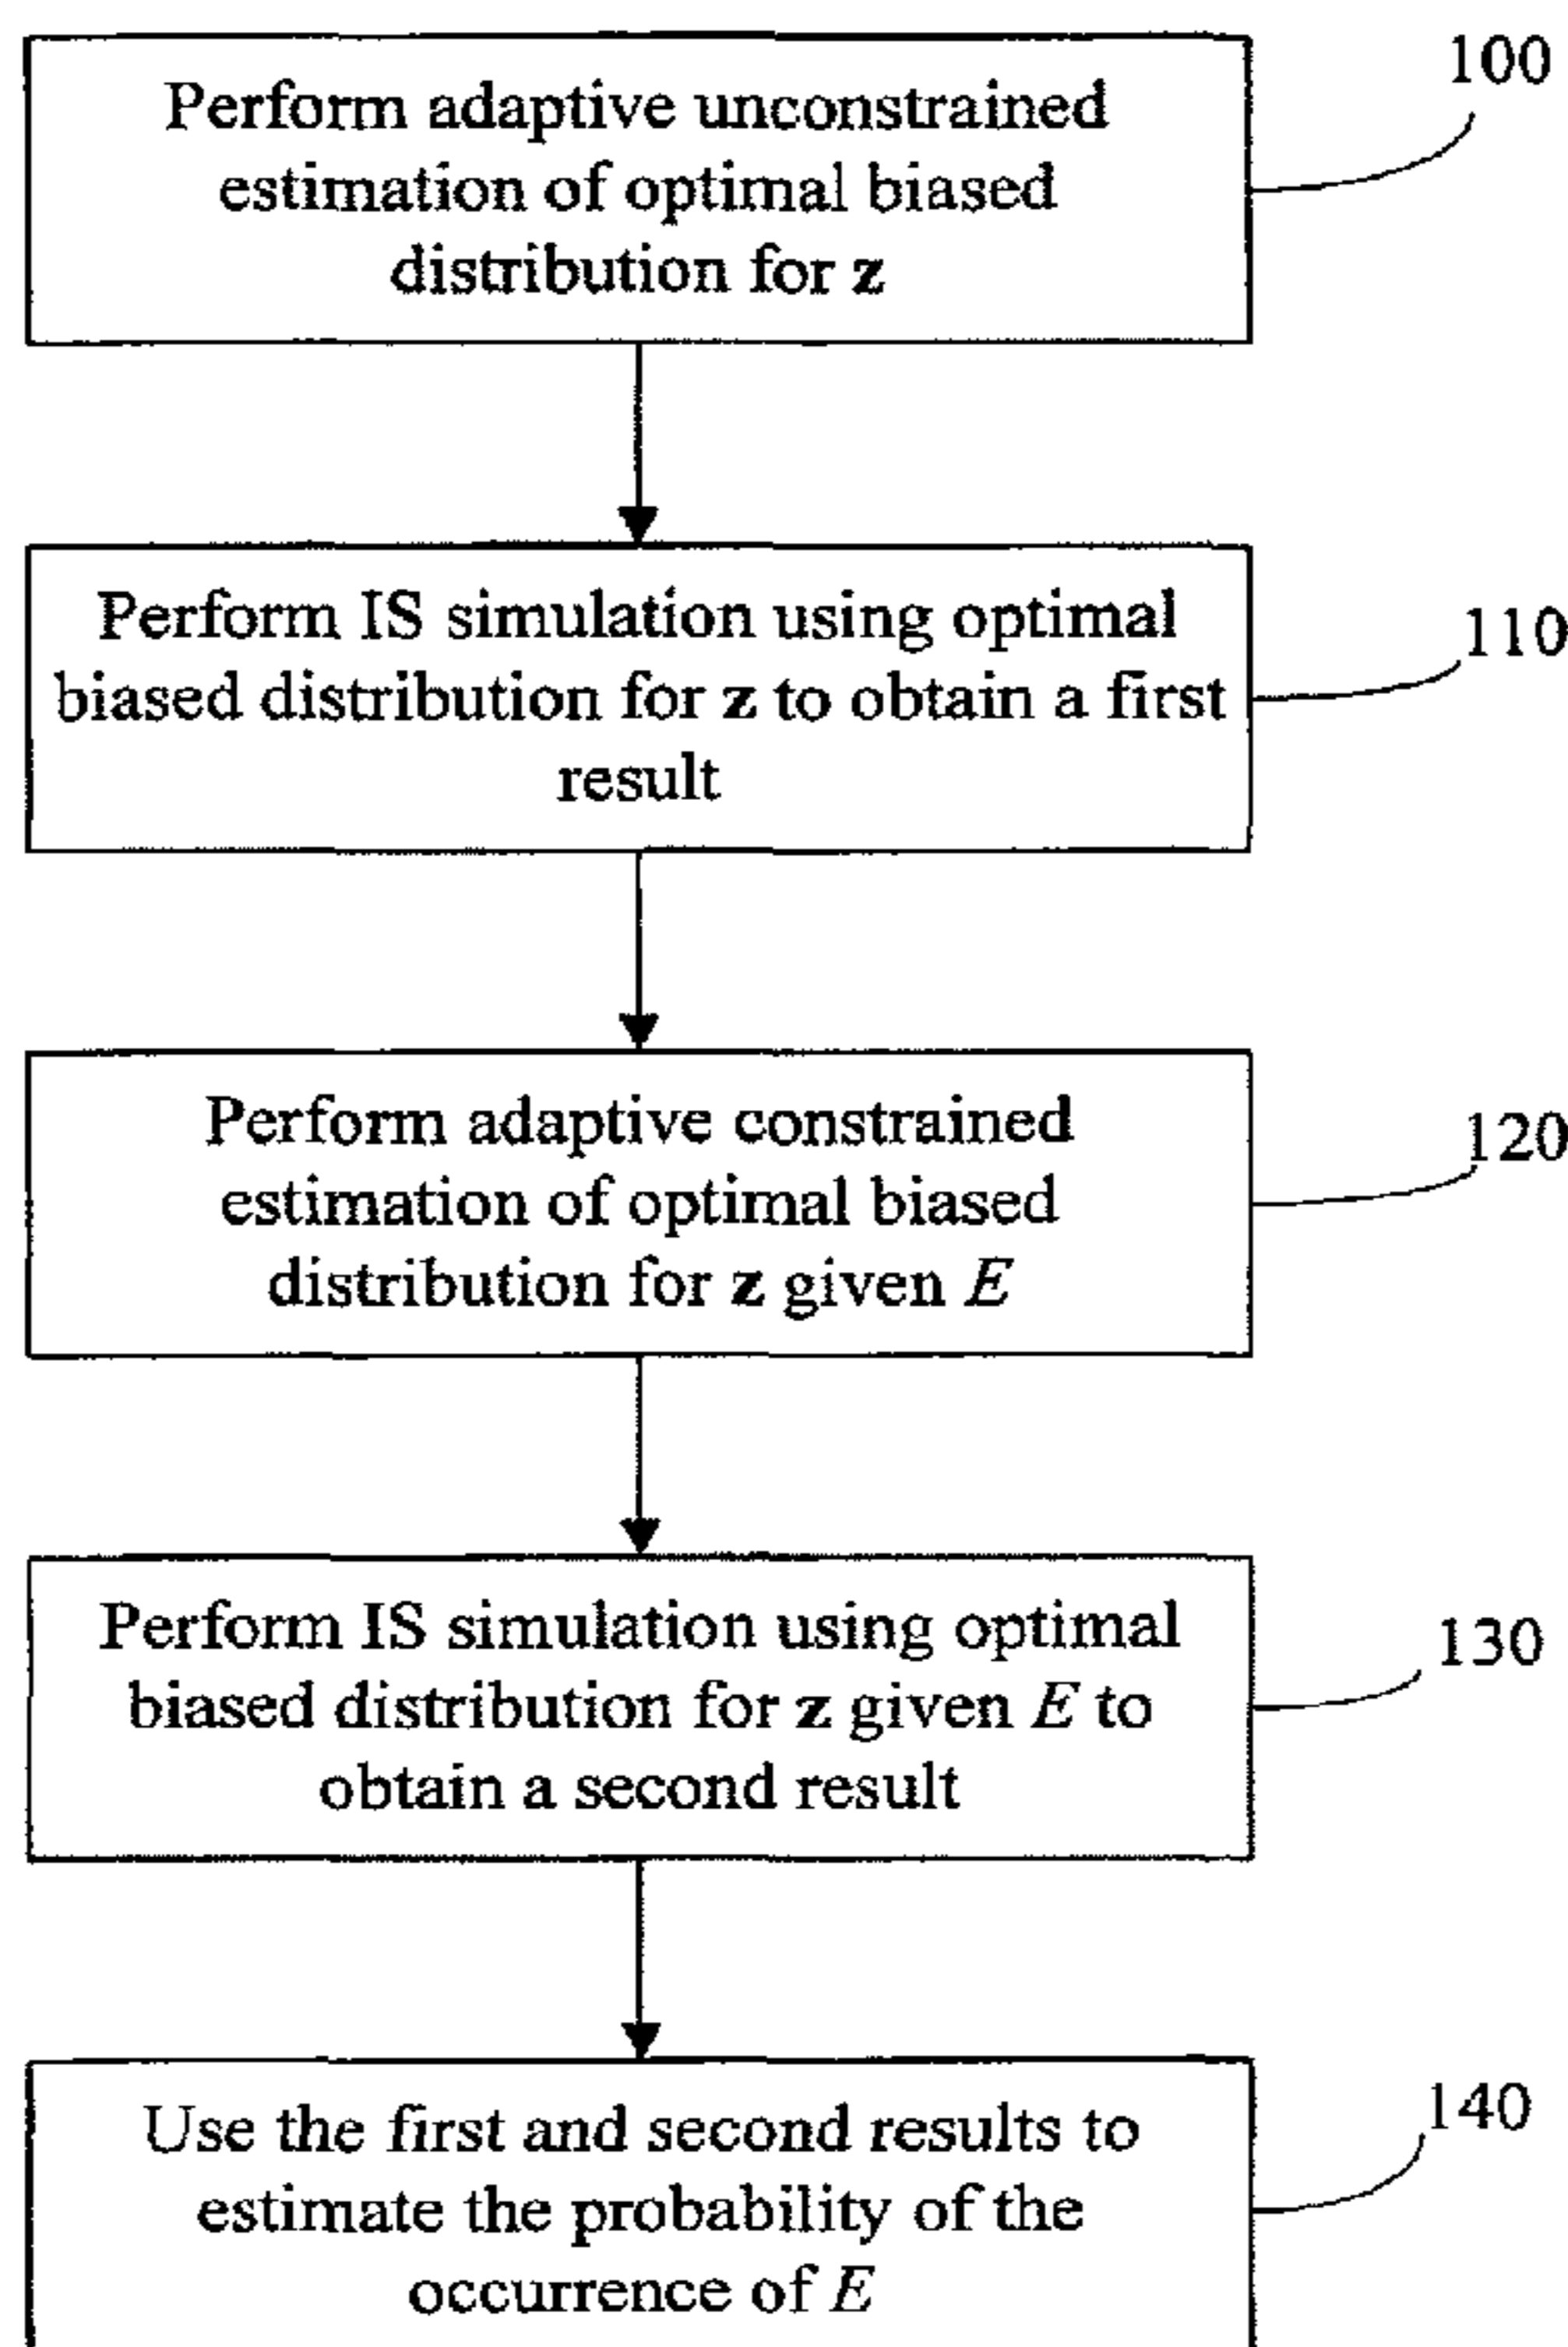 Perform adaptive unconstrained
estimation of optimal biased
distribution for z
100
Perform IS simulation using optimal
biased distribution for z to obtain a first
result
110
Perform adaptive constrained
estimation of optimal biased
distribution for z given E
120
Perform IS simulation using optimal
biased distribution for z given E to
obtain a second result
130
Use the first and second results to
estimate the probability of the
occurrence of E
140